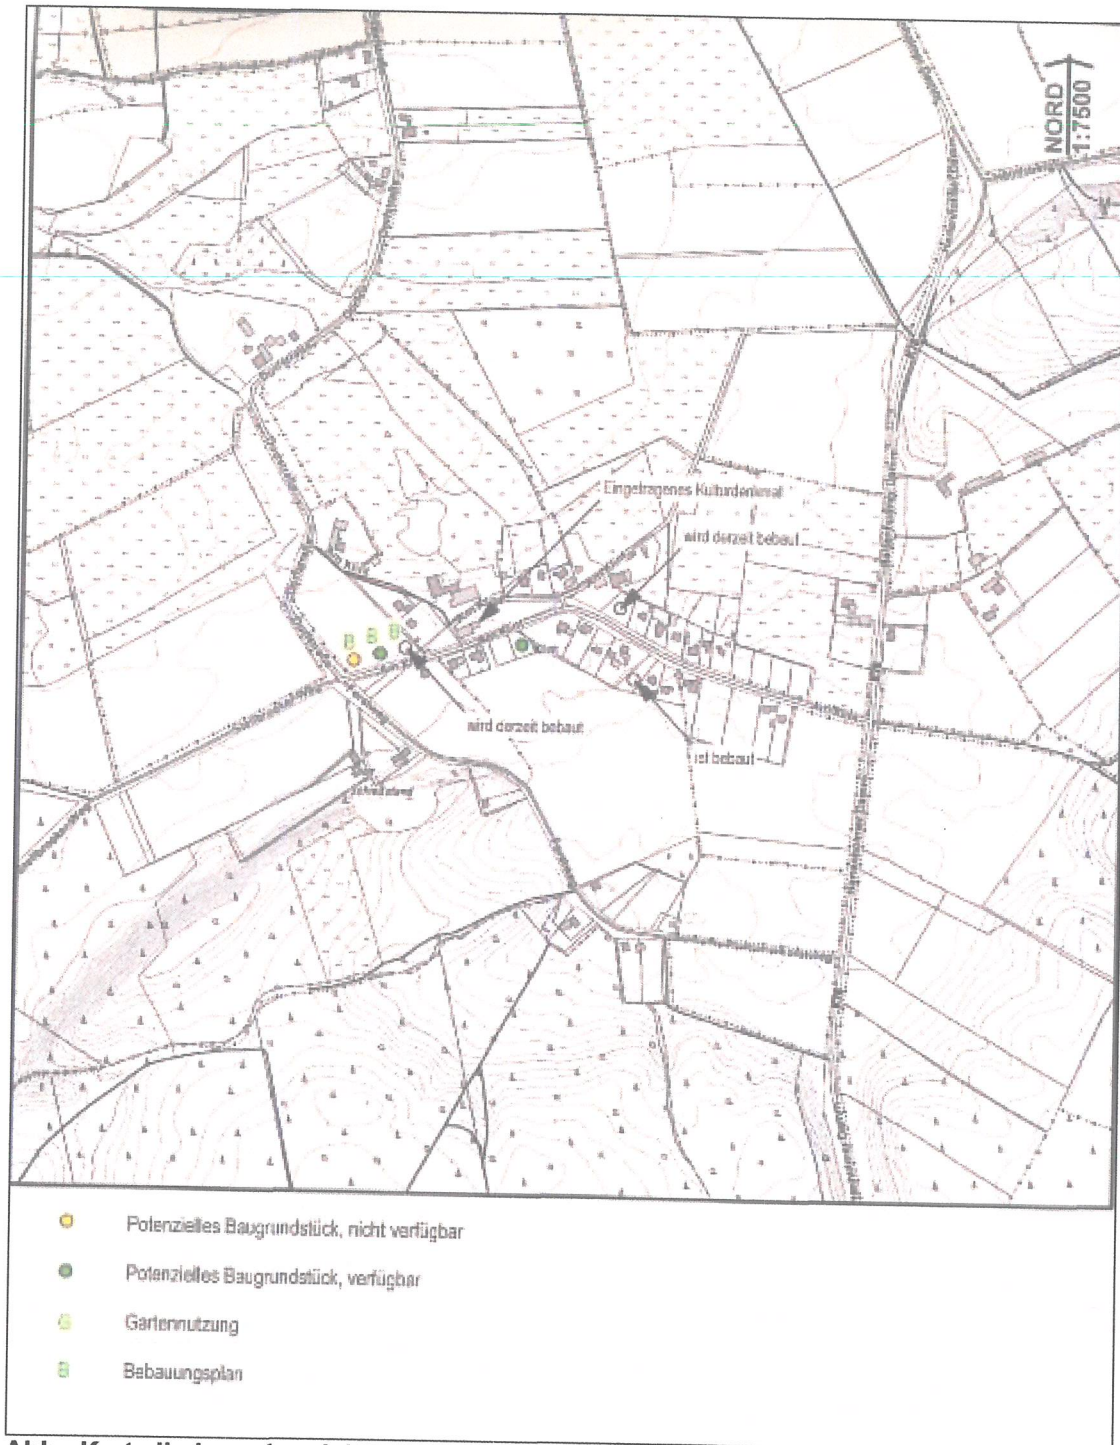 NORD
1:7500
Eingetragenes Kulturdenkmal
wird derzeit bebaut
B B B
wird derzeit bebaut
ist bebaut
Potenzielles Baugrundstück, nicht verfügbar
Potenzielles Baugrundstück, verfügbar
G Gartennutzung
B Bebauungsplan